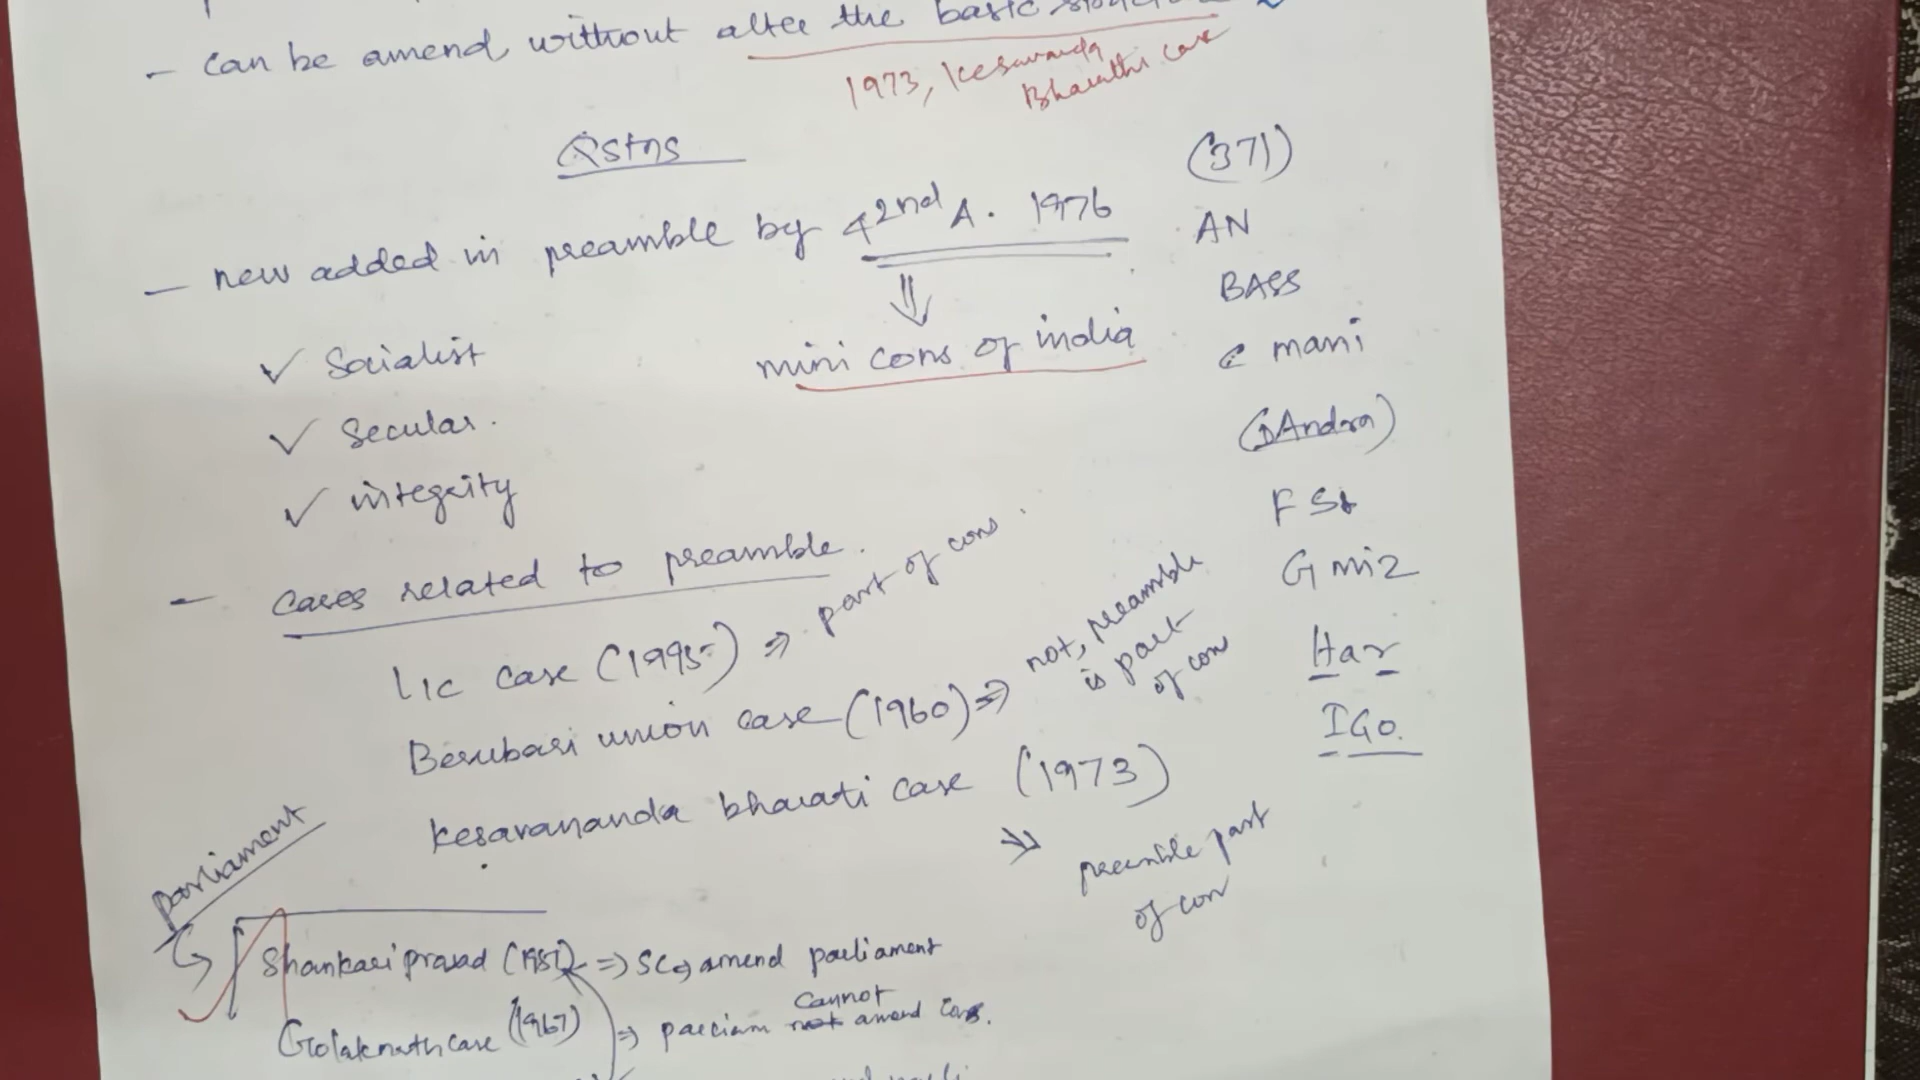 - can be amend without alter the basic
1973, Kesavanda
Bharathi case
Qstns
- new added in preamble by 42nd A. 1976
mini cons of india
✓ Socialist
✓ Secular.
✓ integrity
- cases related to preamble.
LIC case (1995) ⇒ part of cons.
Berubari union case (1960) ⇒ not, preamble
is part
of con
Kesavananda bharati case (1973)
⇒ preamble part
of con
Parliament
Shankari prasad (1951) ⇒ SC → amend parliament
Golaknath case (1967) ⇒ parliam cannot amend cons.
(371)
AN
BASS
C mani
(D Andra)
F Sk
G miz
Har
I Go.